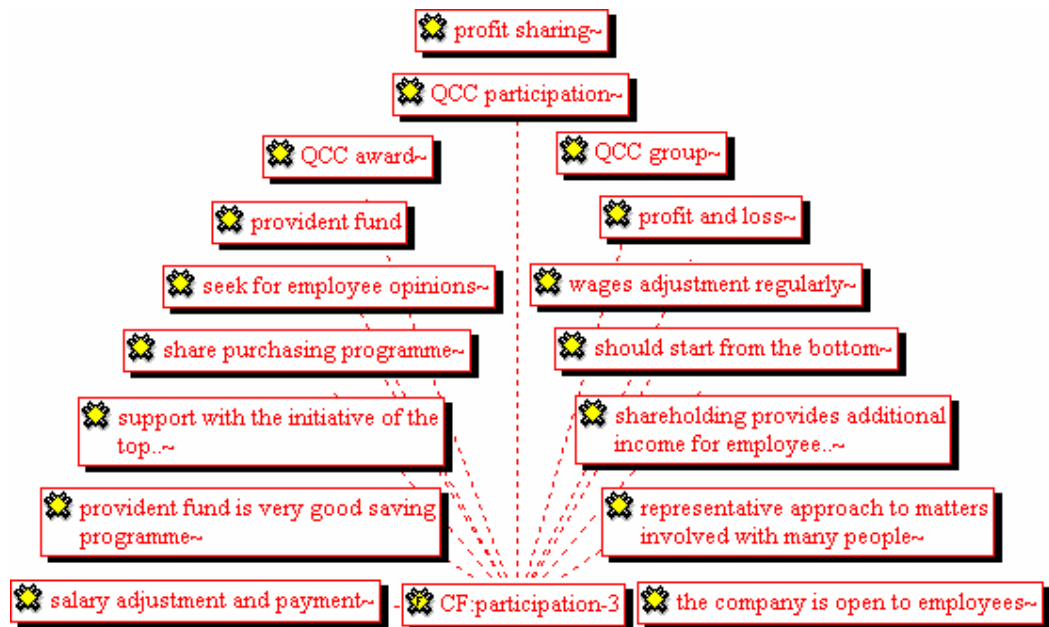 profit sharing~
QCC participation~
QCC award~
QCC group~
provident fund
profit and loss~
seek for employee opinions~
wages adjustment regularly~
share purchasing programme~
should start from the bottom~
support with the initiative of the
top..~
shareholding provides additional
income for employee..~
provident fund is very good saving
programme~
representative approach to matters
involved with many people~
salary adjustment and payment~
CF:participation-3
the company is open to employees~